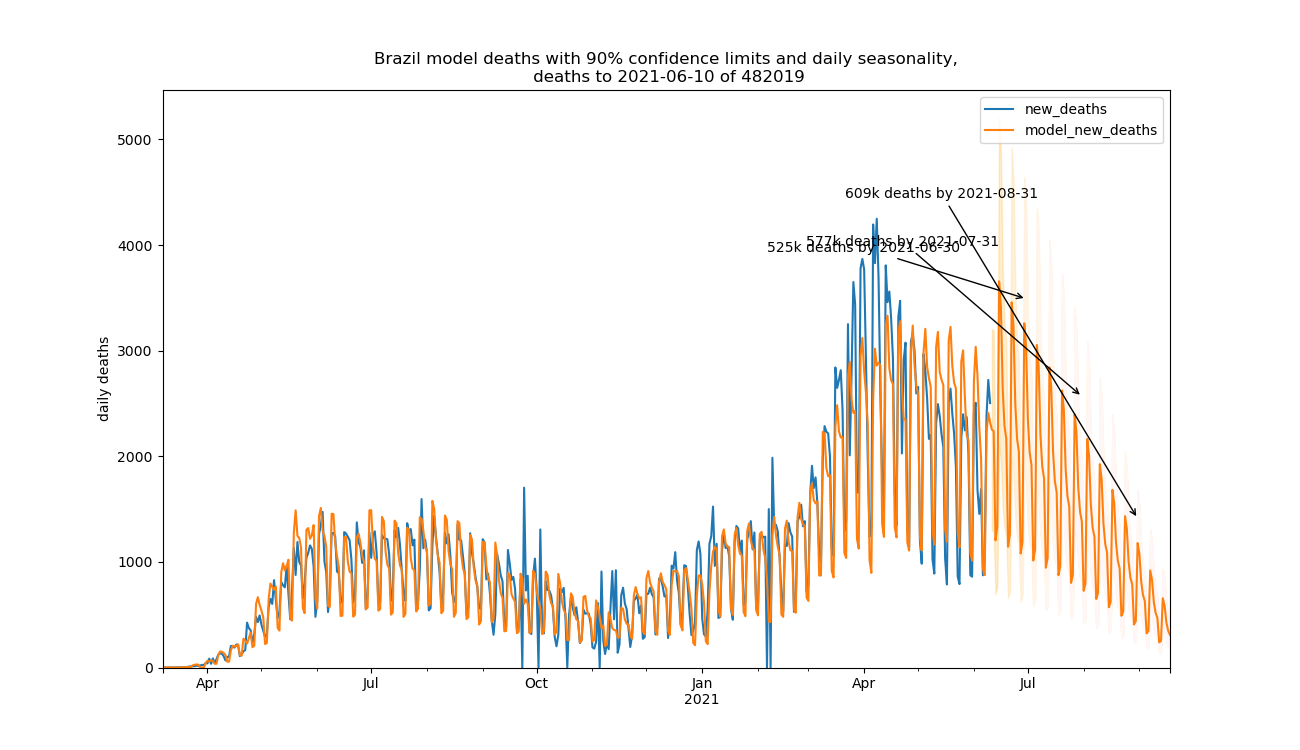 Brazil model deaths with 90% confidence limits and daily seasonality,
deaths to 2021-06-10 of 482019
new_deaths
model_new_deaths
609k deaths by 2021-08-31
577k deaths by 2021-07-31
525k deaths by 2021-06-30
daily deaths
5000
4000
3000
2000
1000
0
Apr
Jul
Oct
Jan
2021
Apr
Jul